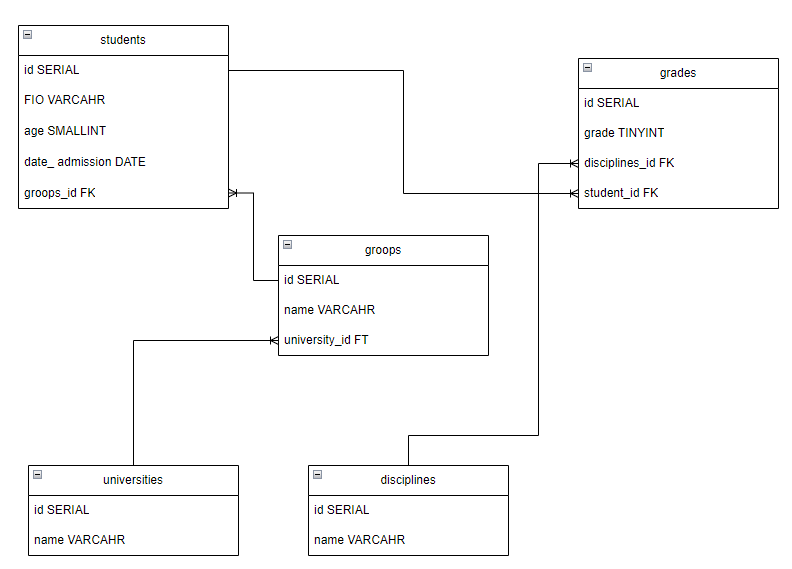 students
id SERIAL
FIO VARCAHR
age SMALLINT
date_ admission DATE
groops_id FK
grades
id SERIAL
grade TINYINT
disciplines_id FK
student_id FK
groops
id SERIAL
name VARCAHR
university_id FT
universities
id SERIAL
name VARCAHR
disciplines
id SERIAL
name VARCAHR